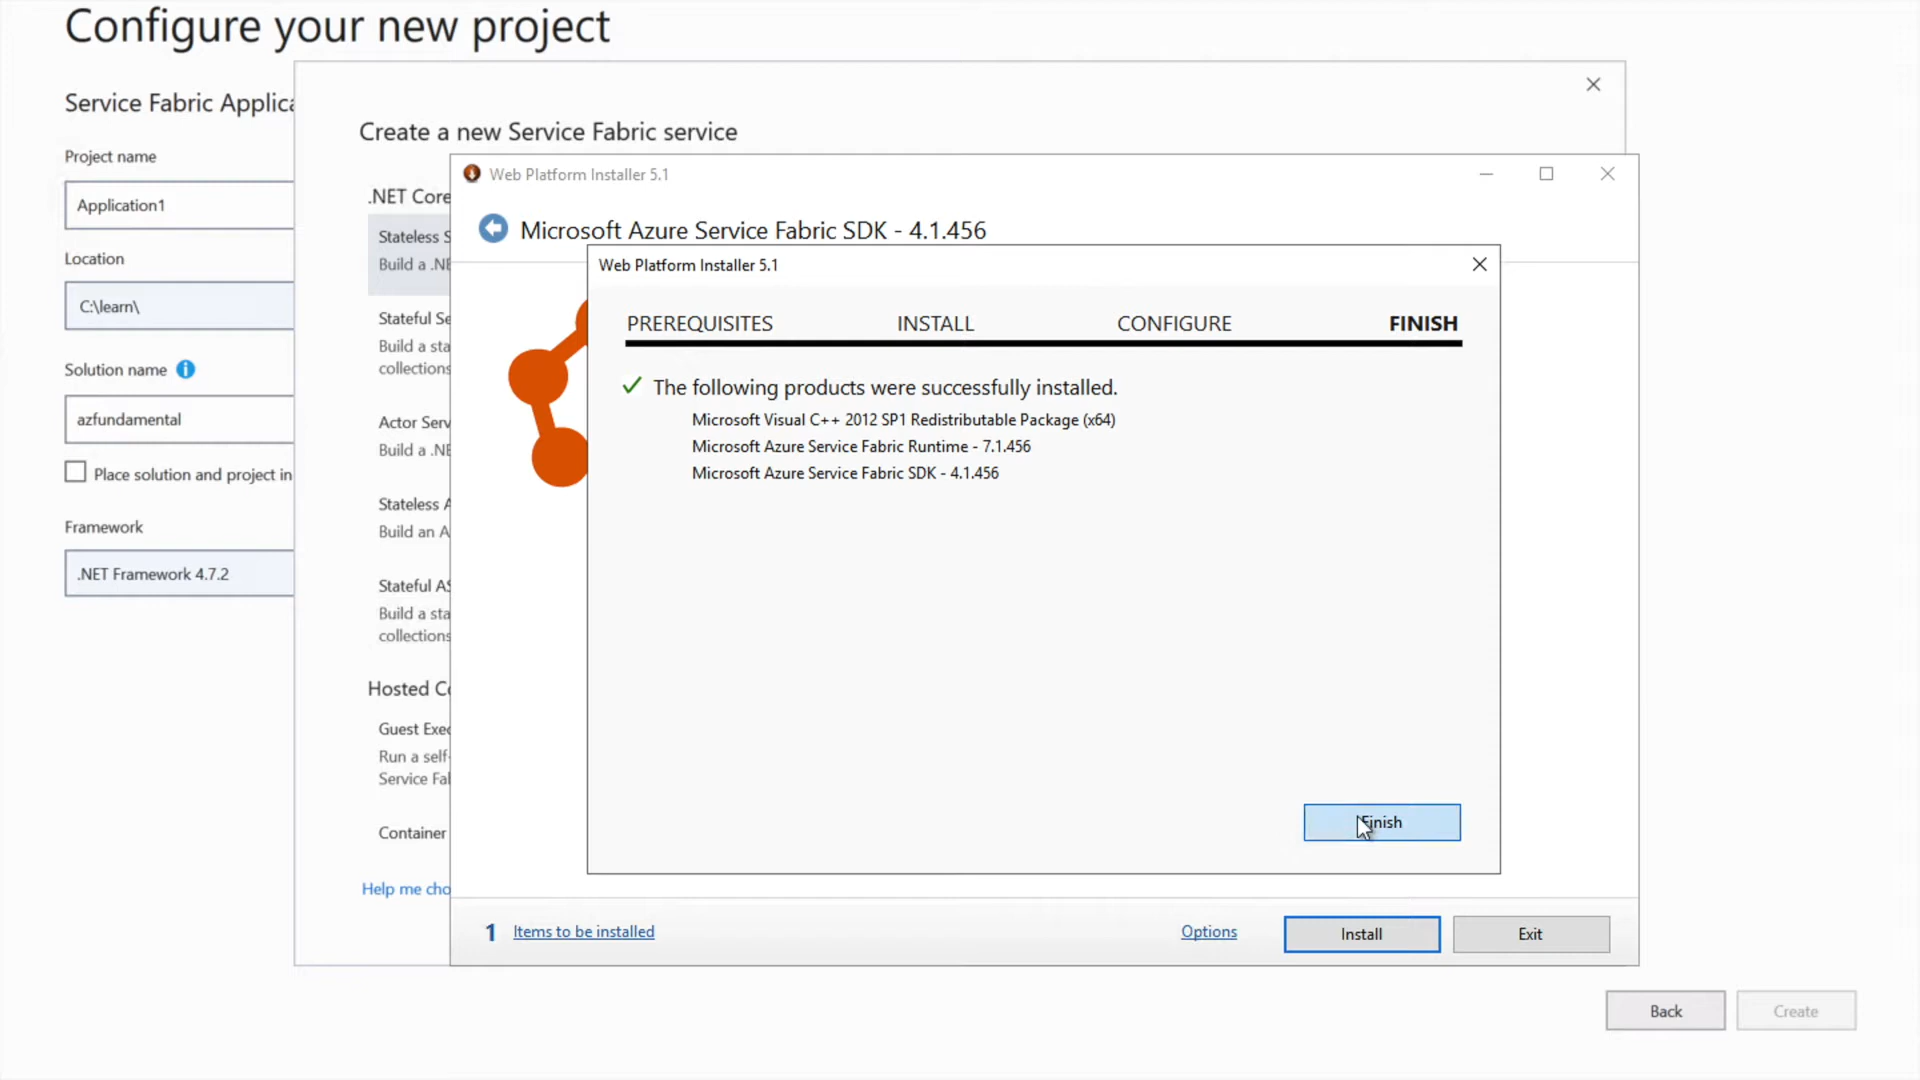 Configure your new project
Service Fabric Applica
Project name
Application1
Location
C:\learn\
Solution name
azfundamental
Place solution and project in
Framework
.NET Framework 4.7.2
Create a new Service Fabric service
.NET Core
Stateless S
Build a .NE
Stateful Se
Build a sta
collections
Actor Serv
Build a .NE
Stateless A
Build an A
Stateful AS
Build a sta
collections
Hosted Co
Guest Exec
Run a self-
Service Fal
Container
Help me cho
Web Platform Installer 5.1
Microsoft Azure Service Fabric SDK - 4.1.456
Web Platform Installer 5.1
PREREQUISITES INSTALL CONFIGURE FINISH
The following products were successfully installed.
Microsoft Visual C++ 2012 SP1 Redistributable Package (x64)
Microsoft Azure Service Fabric Runtime - 7.1.456
Microsoft Azure Service Fabric SDK - 4.1.456
Finish
1 Items to be installed
Options
Install
Exit
Back
Create